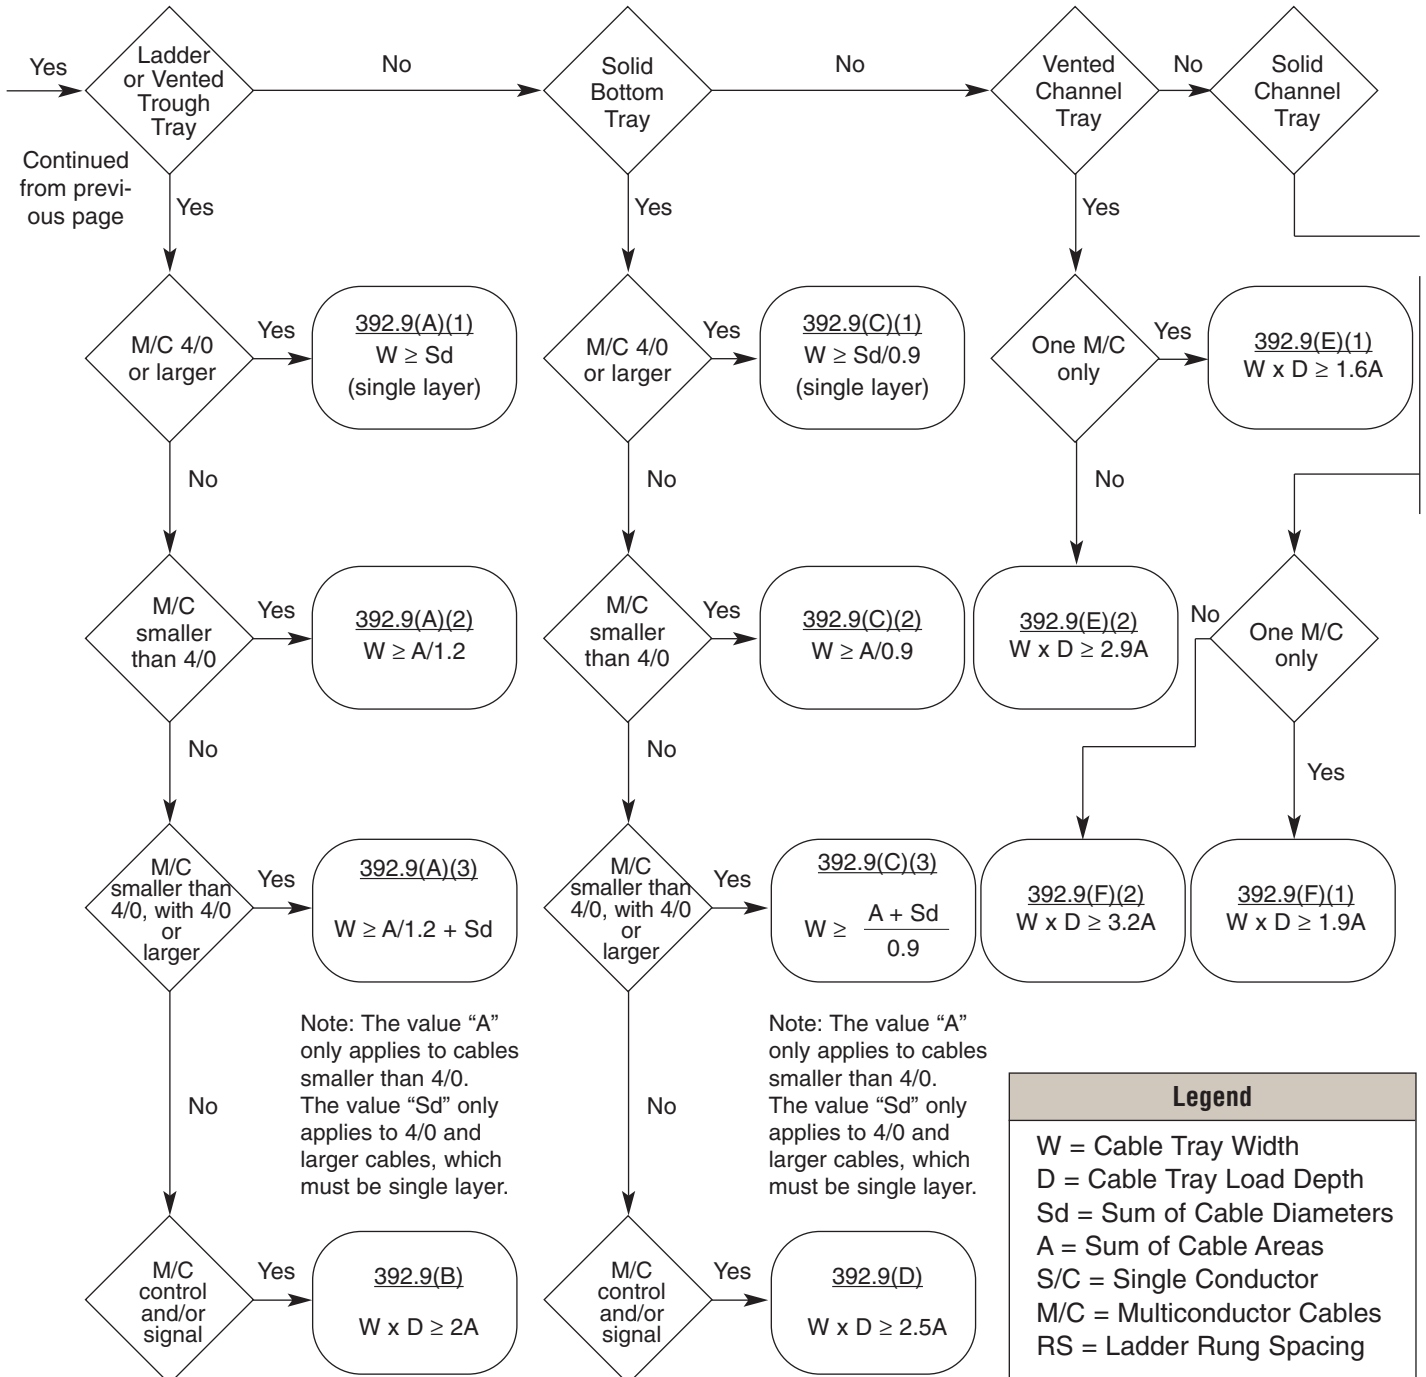 Yes
Ladder
or Vented
Trough
Tray
No
Solid
Bottom
Tray
No
Vented
Channel
Tray
No
Solid
Channel
Tray
Continued
from previ-
ous page
Yes
Yes
Yes
M/C 4/0
or larger
Yes
392.9(A)(1)
W ≥ Sd
(single layer)
M/C 4/0
or larger
Yes
392.9(C)(1)
W ≥ Sd/0.9
(single layer)
One M/C
only
Yes
392.9(E)(1)
W x D ≥ 1.6A
No
No
No
M/C
smaller
than 4/0
Yes
392.9(A)(2)
W ≥ A/1.2
M/C
smaller
than 4/0
Yes
392.9(C)(2)
W ≥ A/0.9
392.9(E)(2)
W x D ≥ 2.9A
No
One M/C
only
No
No
Yes
M/C
smaller than
4/0, with 4/0
or
larger
Yes
392.9(A)(3)
W ≥ A/1.2 + Sd
M/C
smaller than
4/0, with 4/0
or
larger
Yes
392.9(C)(3)
W ≥ A + Sd
0.9
392.9(F)(2)
W x D ≥ 3.2A
392.9(F)(1)
W x D ≥ 1.9A
No
Note: The value “A”
only applies to cables
smaller than 4/0.
The value “Sd” only
applies to 4/0 and
larger cables, which
must be single layer.
No
Note: The value “A”
only applies to cables
smaller than 4/0.
The value “Sd” only
applies to 4/0 and
larger cables, which
must be single layer.
M/C
control
and/or
signal
Yes
392.9(B)
W x D ≥ 2A
M/C
control
and/or
signal
Yes
392.9(D)
W x D ≥ 2.5A
Legend
W = Cable Tray Width
D = Cable Tray Load Depth
Sd = Sum of Cable Diameters
A = Sum of Cable Areas
S/C = Single Conductor
M/C = Multiconductor Cables
RS = Ladder Rung Spacing